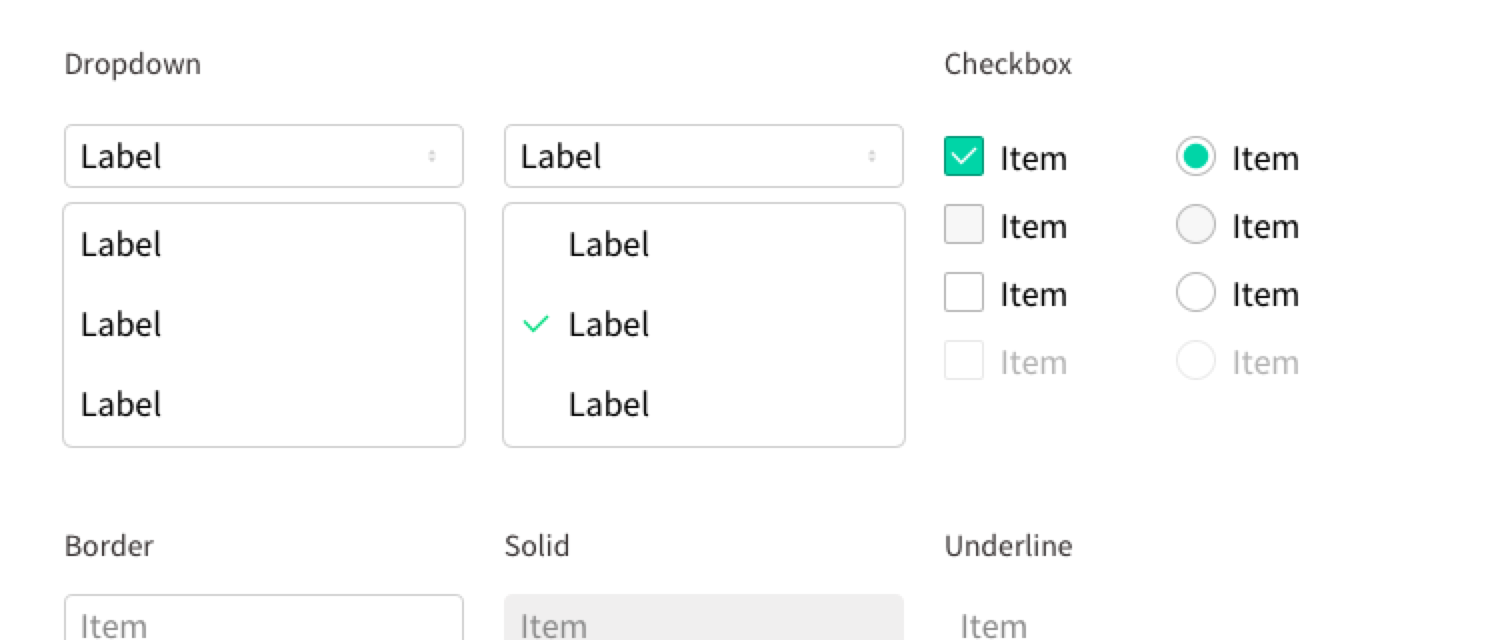 Dropdown
Checkbox
Label
Label
Item
Item
Label
Label
Item
Item
Label
Label
Item
Item
Label
Label
Item
Item
Border
Solid
Underline
Item
Item
Item